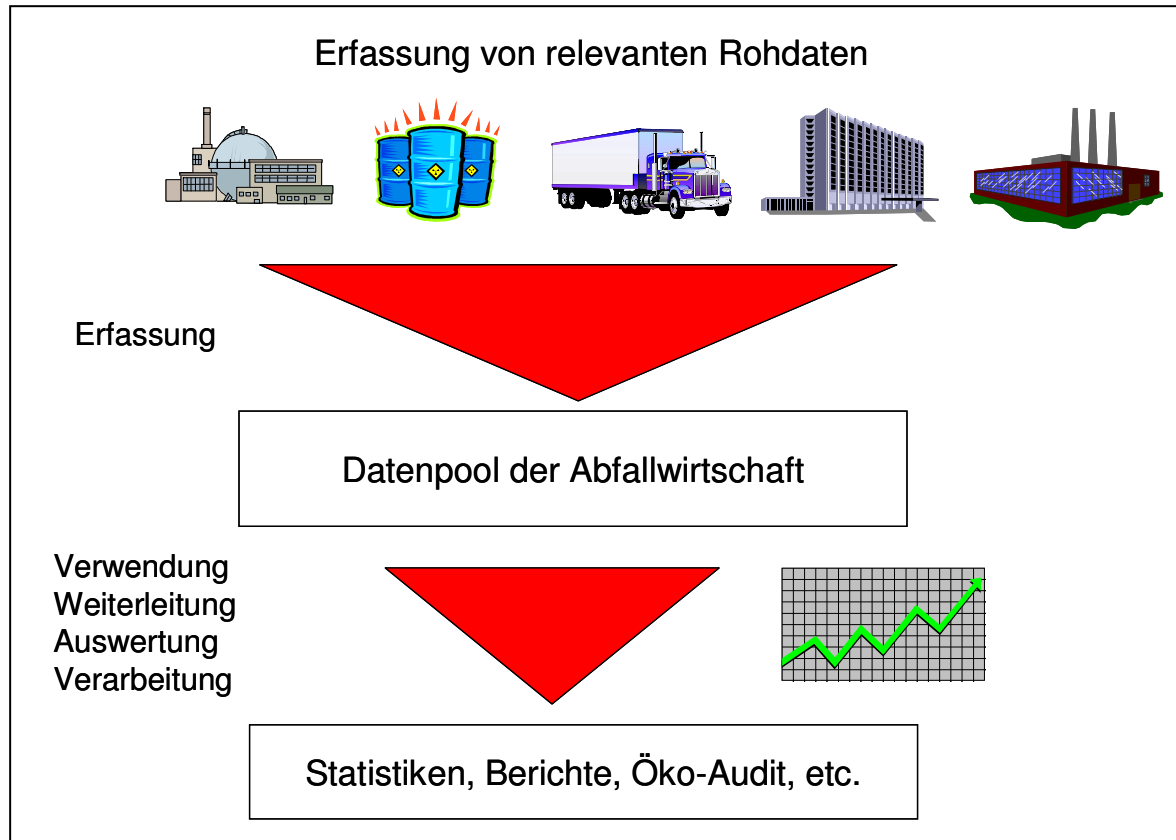 Erfassung von relevanten Rohdaten
Erfassung
Datenpool der Abfallwirtschaft
Verwendung
Weiterleitung
Auswertung
Verarbeitung
Statistiken, Berichte, Öko-Audit, etc.